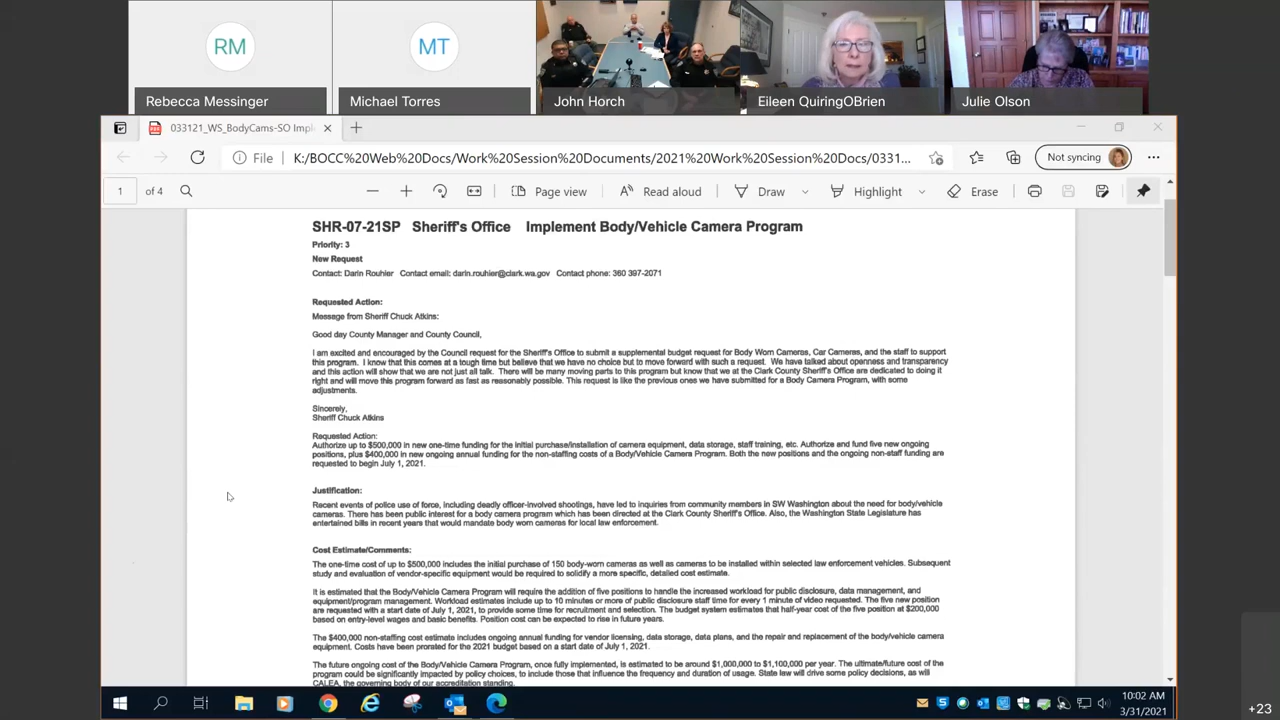 RM
MT
Rebecca Messinger
Michael Torres
John Horch
Eileen QuiringOBrien
Julie Olson
033121_WS_BodyCams-SO Impl
File
K:/BOCC%20Web%20Docs/Work%20Session%20Documents/2021%20Work%20Session%20Docs/0331...
Not syncing
1 of 4
Page view
Read aloud
Draw
Highlight
Erase
SHR-07-21SP Sheriff's Office Implement Body/Vehicle Camera Program
Priority: 3
New Request
Contact: Darin Rouhier Contact email: darin.rouhier@clark.wa.gov Contact phone: 360 397-2071
Requested Action:
Message from Sheriff Chuck Atkins:
Good day County Manager and County Council,
I am excited and encouraged by the Council request for the Sheriff's Office to submit a supplemental budget request for Body Worn Cameras, Car Cameras, and the staff to support
this program. I know that this comes at a tough time but believe that we have no choice but to move forward with such a request. We have talked about openness and transparency
and this action will show that we are not just all talk. There will be many moving parts to this program but know that we at the Clark County Sheriff's Office are dedicated to doing it
right and will move this program forward as fast as reasonably possible. This request is like the previous ones we have submitted for a Body Camera Program, with some
adjustments.
Sincerely,
Sheriff Chuck Atkins
Requested Action:
Authorize up to $500,000 in new one-time funding for the initial purchase/installation of camera equipment, data storage, staff training, etc. Authorize and fund five new ongoing
positions, plus $400,000 in new ongoing annual funding for the non-staffing costs of a Body/Vehicle Camera Program. Both the new positions and the ongoing non-staff funding are
requested to begin July 1, 2021.
Justification:
Recent events of police use of force, including deadly officer-involved shootings, have led to inquiries from community members in SW Washington about the need for body/vehicle
cameras. There has been public interest for a body camera program which has been directed at the Clark County Sheriff's Office. Also, the Washington State Legislature has
entertained bills in recent years that would mandate body worn cameras for local law enforcement.
Cost Estimate/Comments:
The one-time cost of up to $500,000 includes the initial purchase of 150 body-worn cameras as well as cameras to be installed within selected law enforcement vehicles. Subsequent
study and evaluation of vendor-specific equipment would be required to solidify a more specific, detailed cost estimate.
It is estimated that the Body/Vehicle Camera Program will require the addition of five positions to handle the increased workload for public disclosure, data management, and
equipment/program management. Workload estimates include up to 10 minutes or more of public disclosure staff time for every 1 minute of video requested. The five new position
are requested with a start date of July 1, 2021, to provide some time for recruitment and selection. The budget system estimates that half-year cost of the five position at $200,000
based on entry-level wages and basic benefits. Position cost can be expected to rise in future years.
The $400,000 non-staffing cost estimate includes ongoing annual funding for vendor licensing, data storage, data plans, and the repair and replacement of the body/vehicle camera
equipment. Costs have been prorated for the 2021 budget based on a start date of July 1, 2021.
The future ongoing cost of the Body/Vehicle Camera Program, once fully implemented, is estimated to be around $1,000,000 to $1,100,000 per year. The ultimate/future cost of the
program could be significantly impacted by policy choices, to include those that influence the frequency and duration of usage. State law will drive some policy decisions, as will
CALEA, the governing body of our accreditation standing.
10:02 AM
3/31/2021
+23